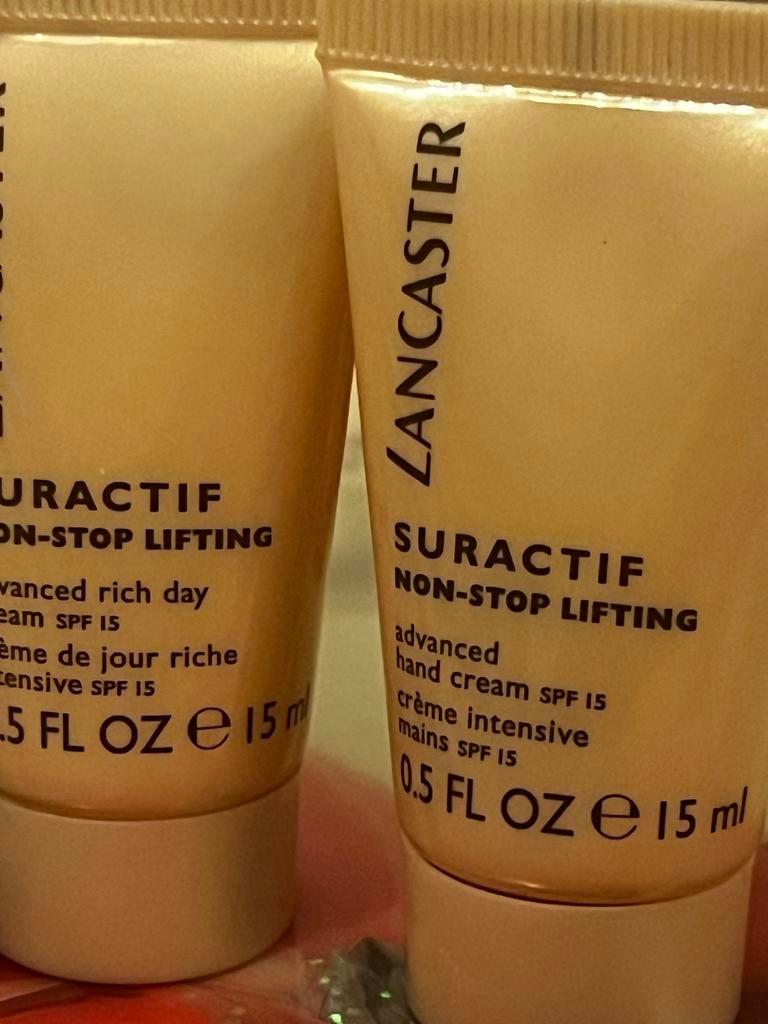 URACTIF
ON-STOP LIFTING
vanced rich day
eam SPF 15
ème de jour riche
tensive SPF 15
.5 FL OZ e 15 ml
LANCASTER
SURACTIF
NON-STOP LIFTING
advanced
hand cream SPF 15
crème intensive
mains SPF 15
0.5 FL OZ e 15 ml